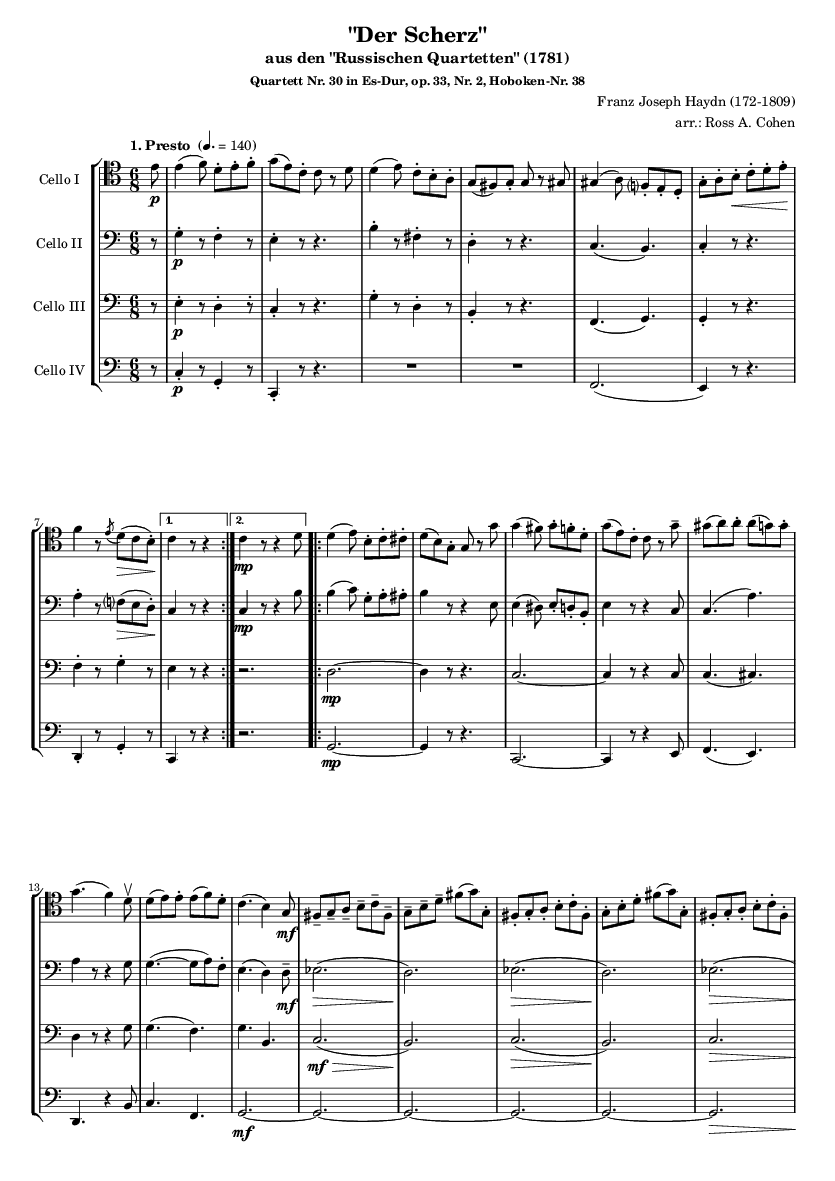 "Der Scherz"
aus den "Russischen Quartetten" (1781)
Quartett Nr. 30 in Es-Dur, op. 33, Nr. 2, Hoboken-Nr. 38
Franz Joseph Haydn (172-1809)
arr.: Ross A. Cohen
1. Presto (♩. = 140)
Cello I
p
Cello II
p
Cello III
p
Cello IV
p
7
1.
2.
mp
mp
mp
mp
13
mf
mf
mf
mf